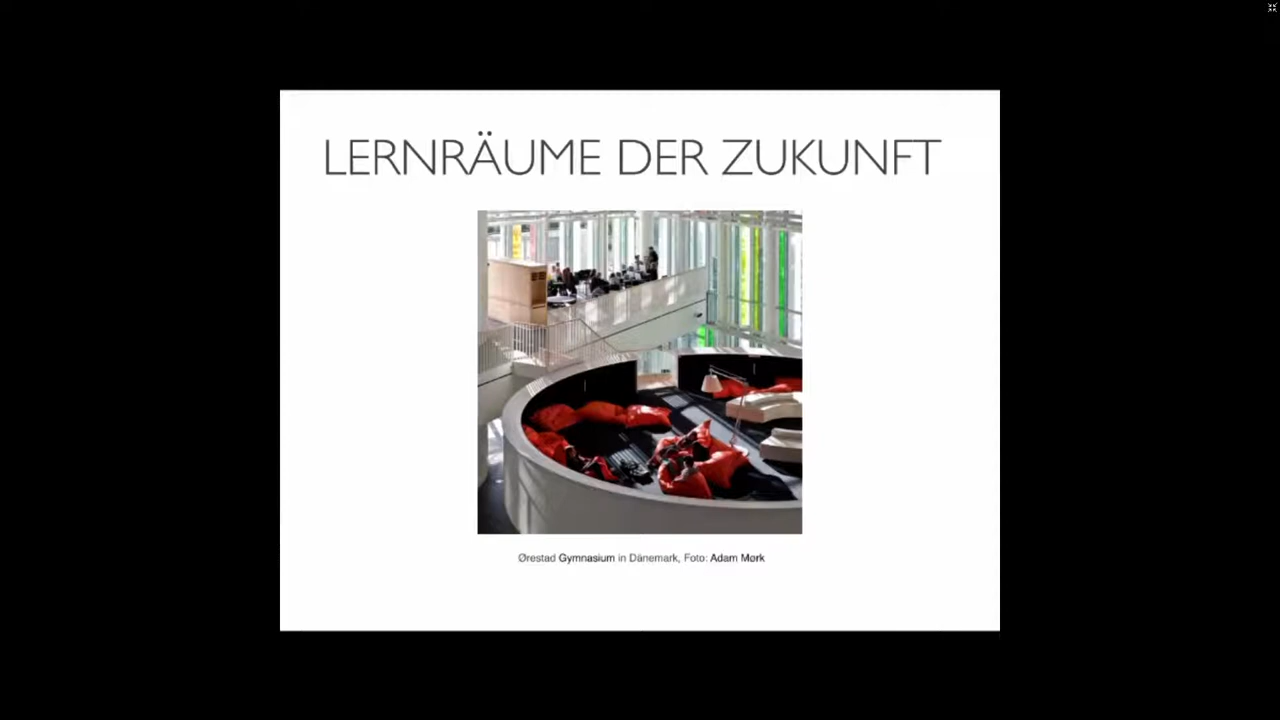 LERNRÄUME DER ZUKUNFT
Ørestad Gymnasium in Dänemark, Foto: Adam Mørk